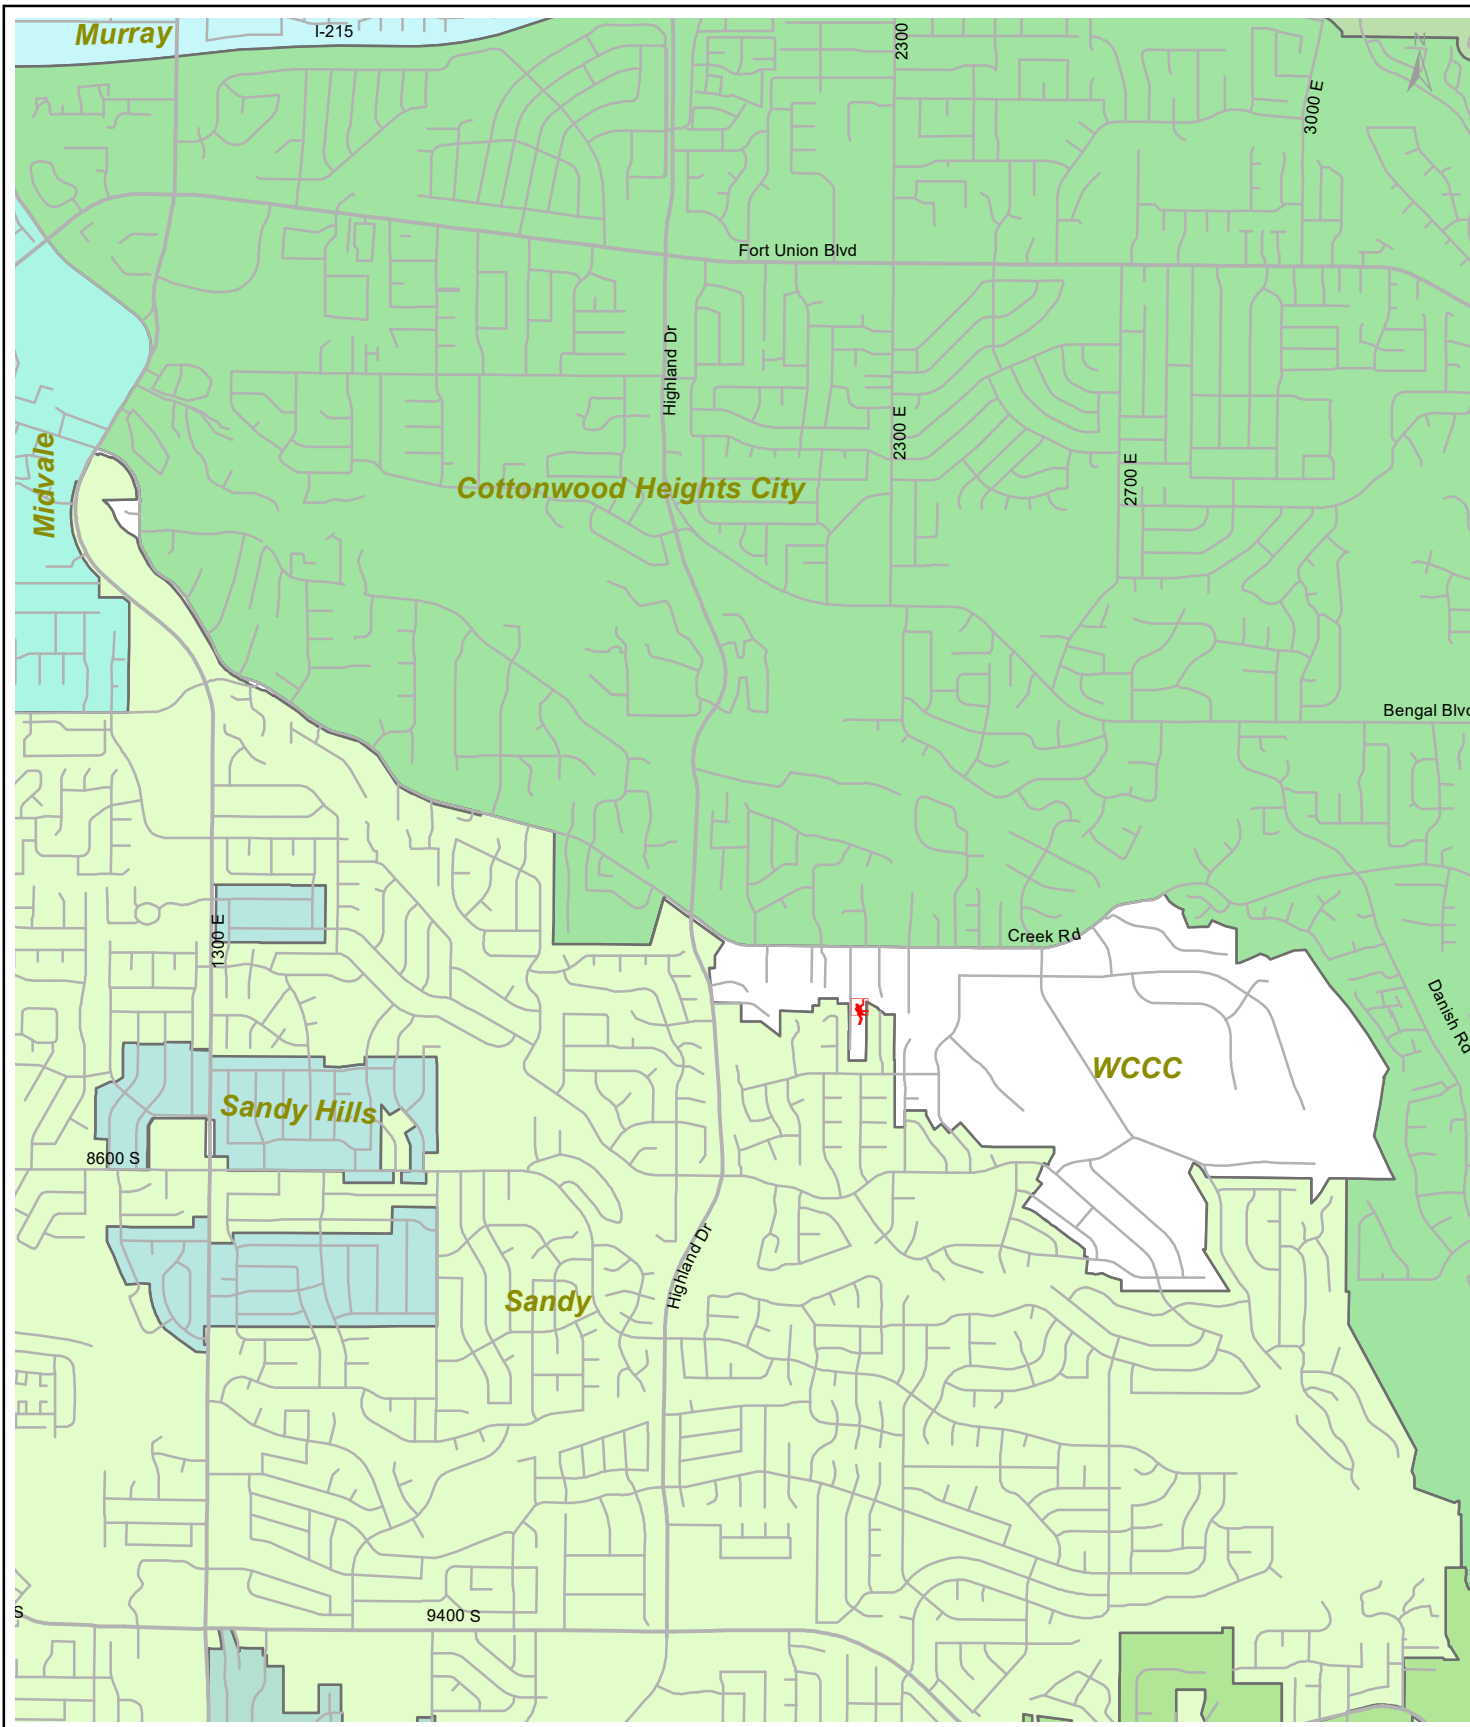 Murray
I-215
2300
N
3000 E
Fort Union Blvd
Highland Dr
2300 E
Midvale
2700 E
Cottonwood Heights City
Bengal Blvd
1300 E
Creek Rd
Danish Rd
WCCC
Sandy Hills
8600 S
Highland Dr
Sandy
S
9400 S